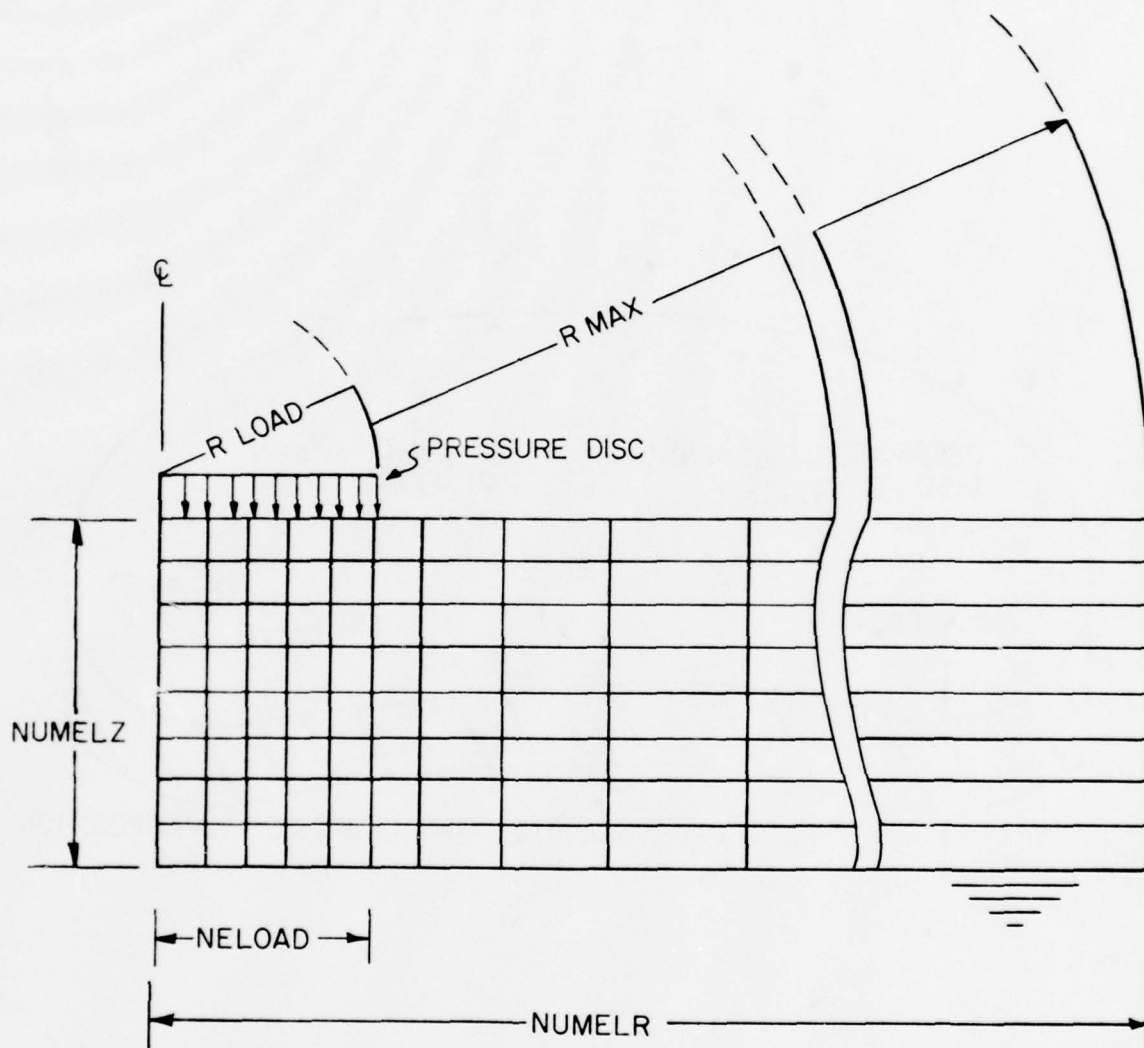 ℄
R MAX
R LOAD
PRESSURE DISC
NUMELZ
NELOAD
NUMELR